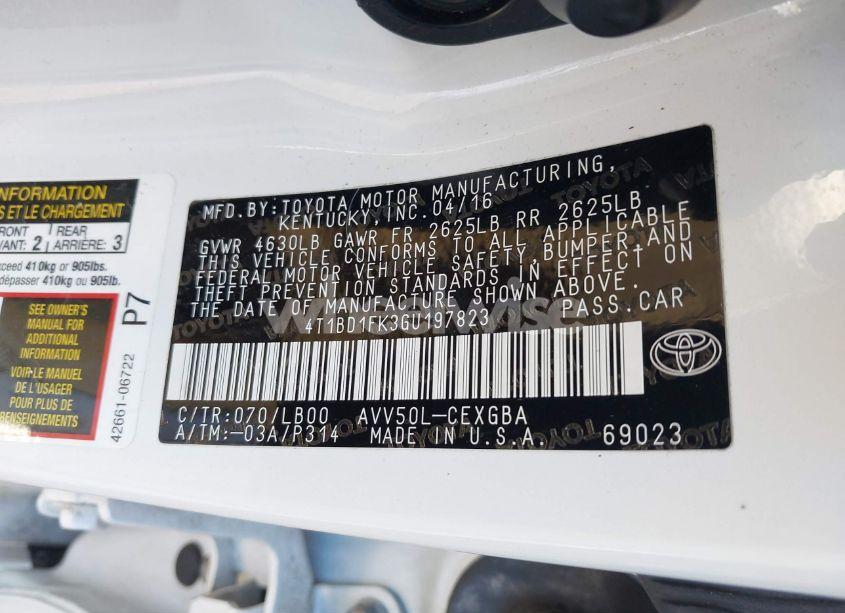 INFORMATION
S ET LE CHARGEMENT
FRONT
VANT: 2
REAR
ARRIÈRE: 3
xceed 410kg or 905lbs.
dépasser 410kg ou 905lb.
SEE OWNER'S
MANUAL FOR
ADDITIONAL
INFORMATION
VOIR LE MANUEL
DE L'USAGER
POUR PLUS DE
RENSEIGNEMENTS
P7
42661-06722
MFD. BY: TOYOTA MOTOR MANUFACTURING,
KENTUCKY, INC. 04/16
GVWR 4630LB GAWR FR 2625LB RR 2625LB
THIS VEHICLE CONFORMS TO ALL APPLICABLE
FEDERAL MOTOR VEHICLE SAFETY, BUMPER, AND
THEFT PREVENTION STANDARDS IN EFFECT ON
THE DATE OF MANUFACTURE SHOWN ABOVE.
4T1BD1FK3GU197823 PASS.CAR
C/TR: 070/LB00 AVV50L-CEXGBA
A/TM: -03A/P314 MADE IN U.S.A. 69023